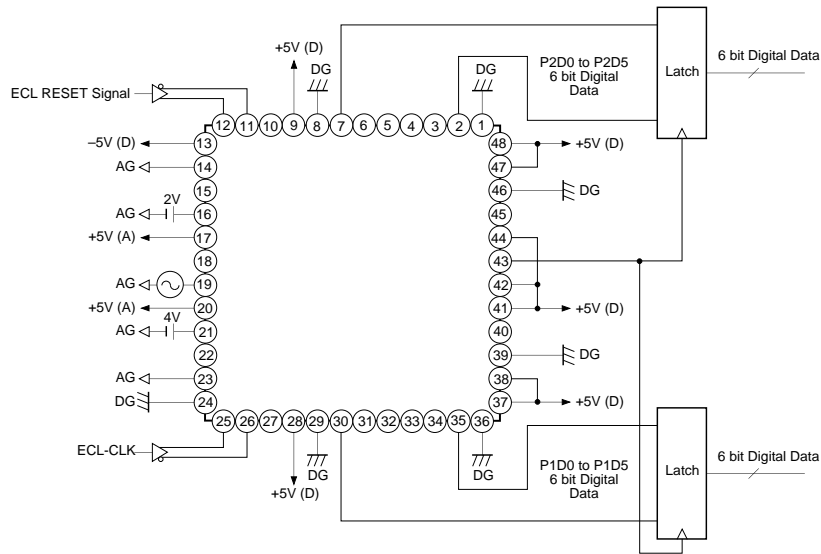 +5V (D)
DG
DG
P2D0 to P2D5
6 bit Digital
Data
Latch
6 bit Digital Data
ECL RESET Signal
12 11 10 9 8 7 6 5 4 3 2 1
–5V (D) 13
48 +5V (D)
AG 14
47
15
46 DG
AG 2V 16
45
+5V (A) 17
44
18
43
AG 19
42
+5V (A) 20
41 +5V (D)
AG 4V 21
40
22
39 DG
AG 23
38
DG 24
37 +5V (D)
25 26 27 28 29 30 31 32 33 34 35 36
ECL-CLK
DG
DG
+5V (D)
P1D0 to P1D5
6 bit Digital
Data
Latch
6 bit Digital Data